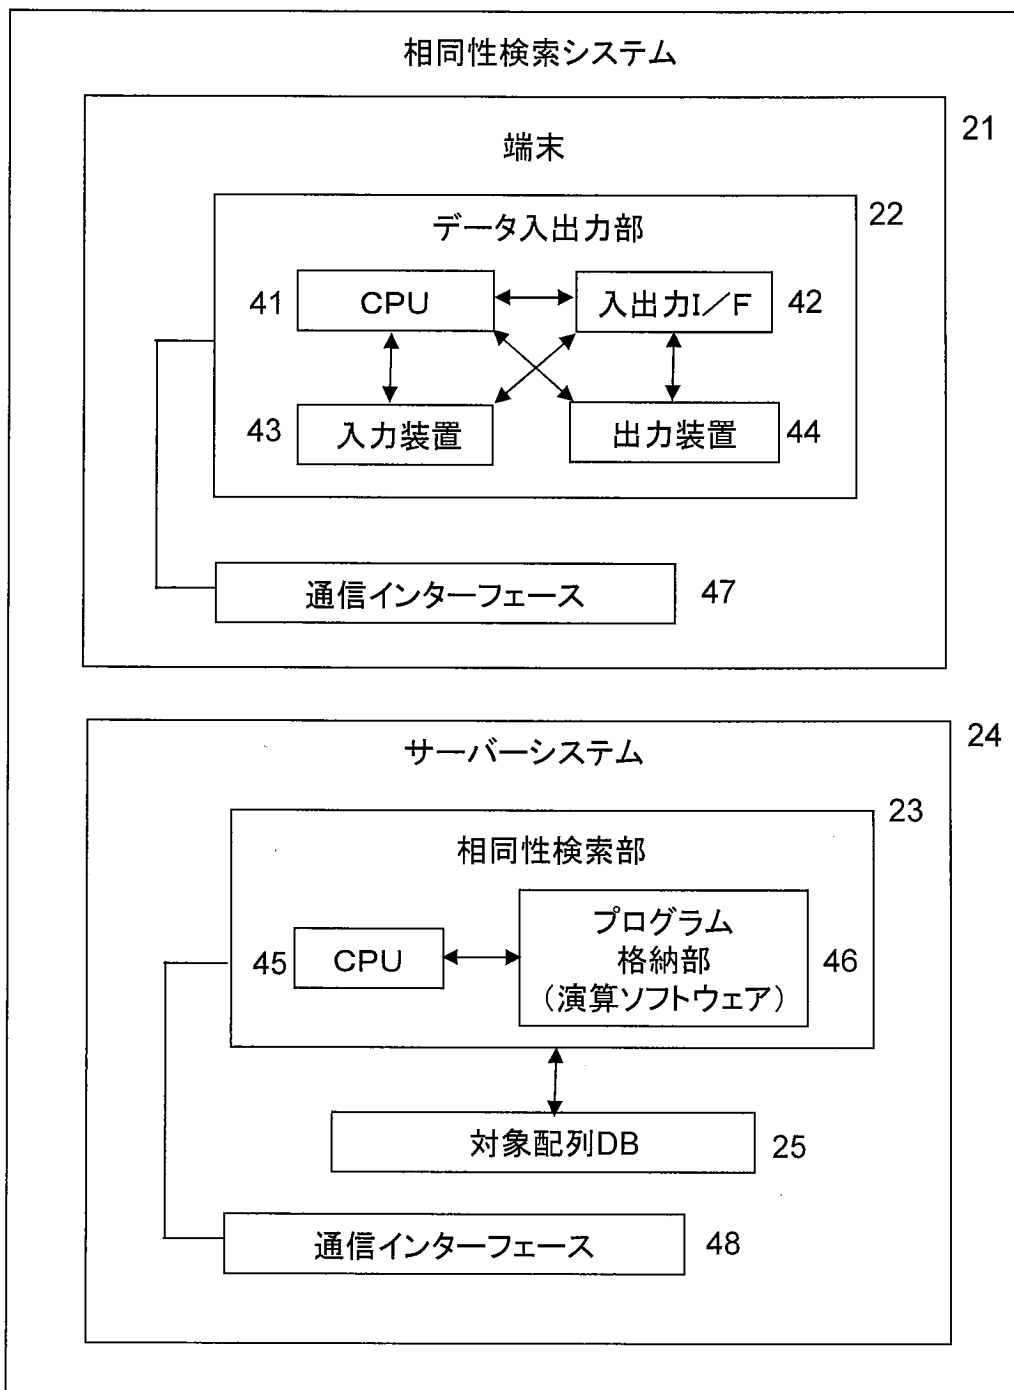 相同性検索システム
21
端末
22
データ入出力部
41
CPU
入出力I／F
42
43
入力装置
出力装置
44
通信インターフェース
47
24
サーバーシステム
23
相同性検索部
45
CPU
プログラム
格納部
（演算ソフトウェア）
46
対象配列DB
25
通信インターフェース
48